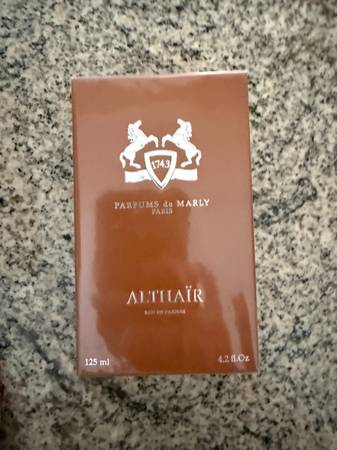 1743
PARFUMS de MARLY
PARIS
ALTHAÏR
EAU DE PARFUM
125 ml
4.2 fl.Oz